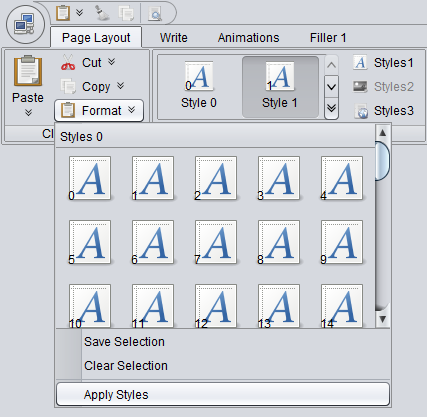 Page Layout Write Animations Filler 1
Paste
Cut
Copy
Format
0
Style 0
1
Style 1
Styles1
Styles2
Styles3
Cl
Styles 0
0 1 2 3 4
5 6 7 8 9
10 11 12 13 14
Save Selection
Clear Selection
Apply Styles